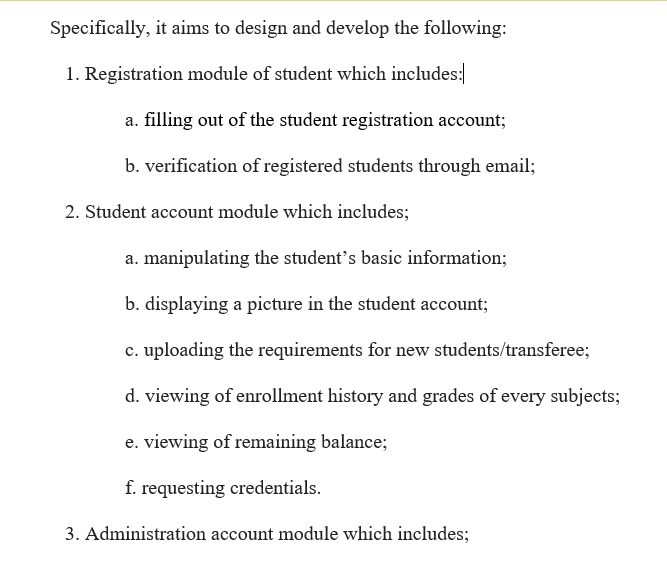 Specifically, it aims to design and develop the following:
1. Registration module of student which includes:
a. filling out of the student registration account;
b. verification of registered students through email;
2. Student account module which includes;
a. manipulating the student’s basic information;
b. displaying a picture in the student account;
c. uploading the requirements for new students/transferee;
d. viewing of enrollment history and grades of every subjects;
e. viewing of remaining balance;
f. requesting credentials.
3. Administration account module which includes;